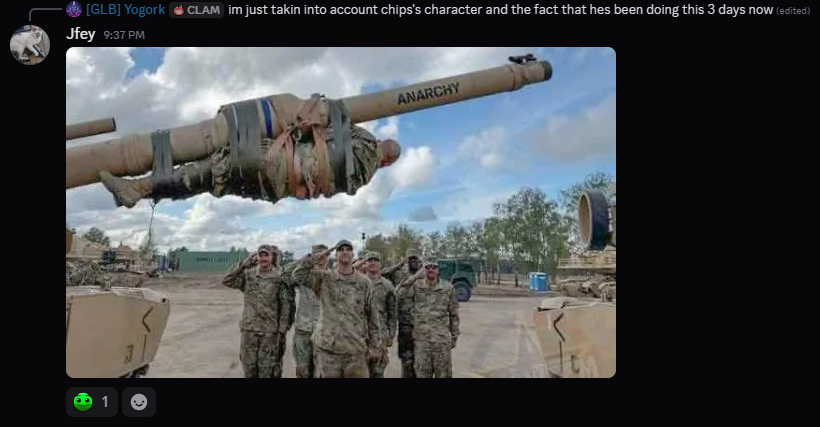 [GLB] Yogork CLAM im just takin into account chips's character and the fact that hes been doing this 3 days now (edited)
Jfey 9:37 PM
ANARCHY
1